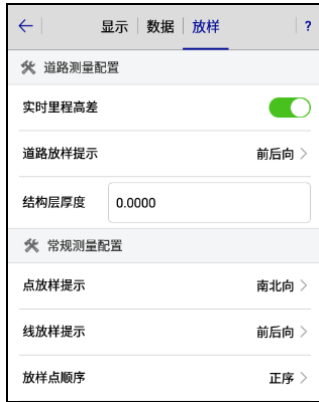 显示 数据 放样 ?
道路测量配置
实时里程高差
道路放样提示 前后向
结构层厚度 0.0000
常规测量配置
点放样提示 南北向
线放样提示 前后向
放样点顺序 正序